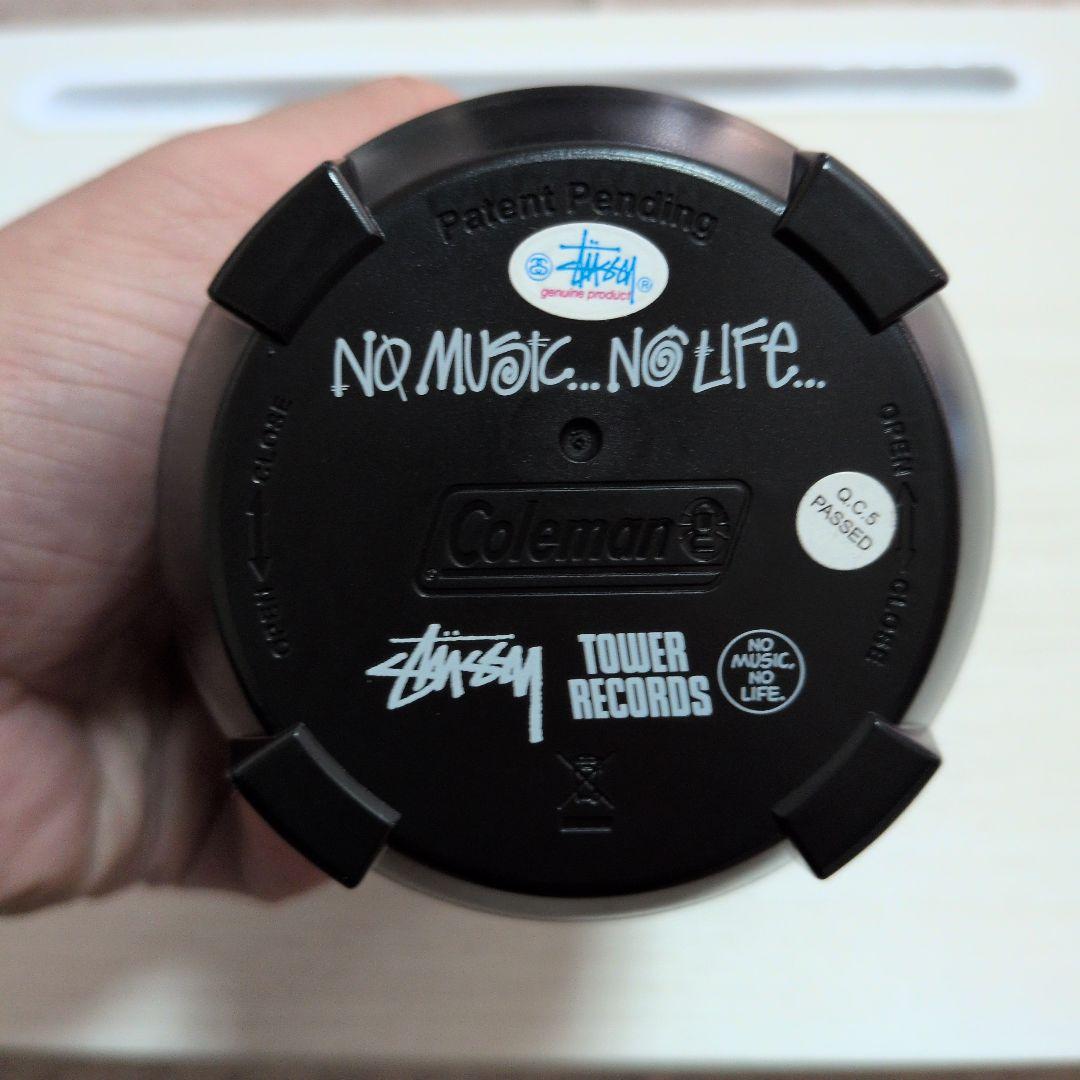 Patent Pending
stüssy ®
genuine product
NO MUSIC... NO LIFE...
CLOSE
OPEN
OPEN
CLOSE
Coleman
Q.C.5
PASSED
stüssy
TOWER
RECORDS
NO
MUSIC.
NO
LIFE.